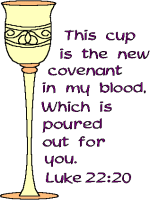 This cup
is the new
covenant
in my blood,
Which is
poured
out for
you.
Luke 22:20